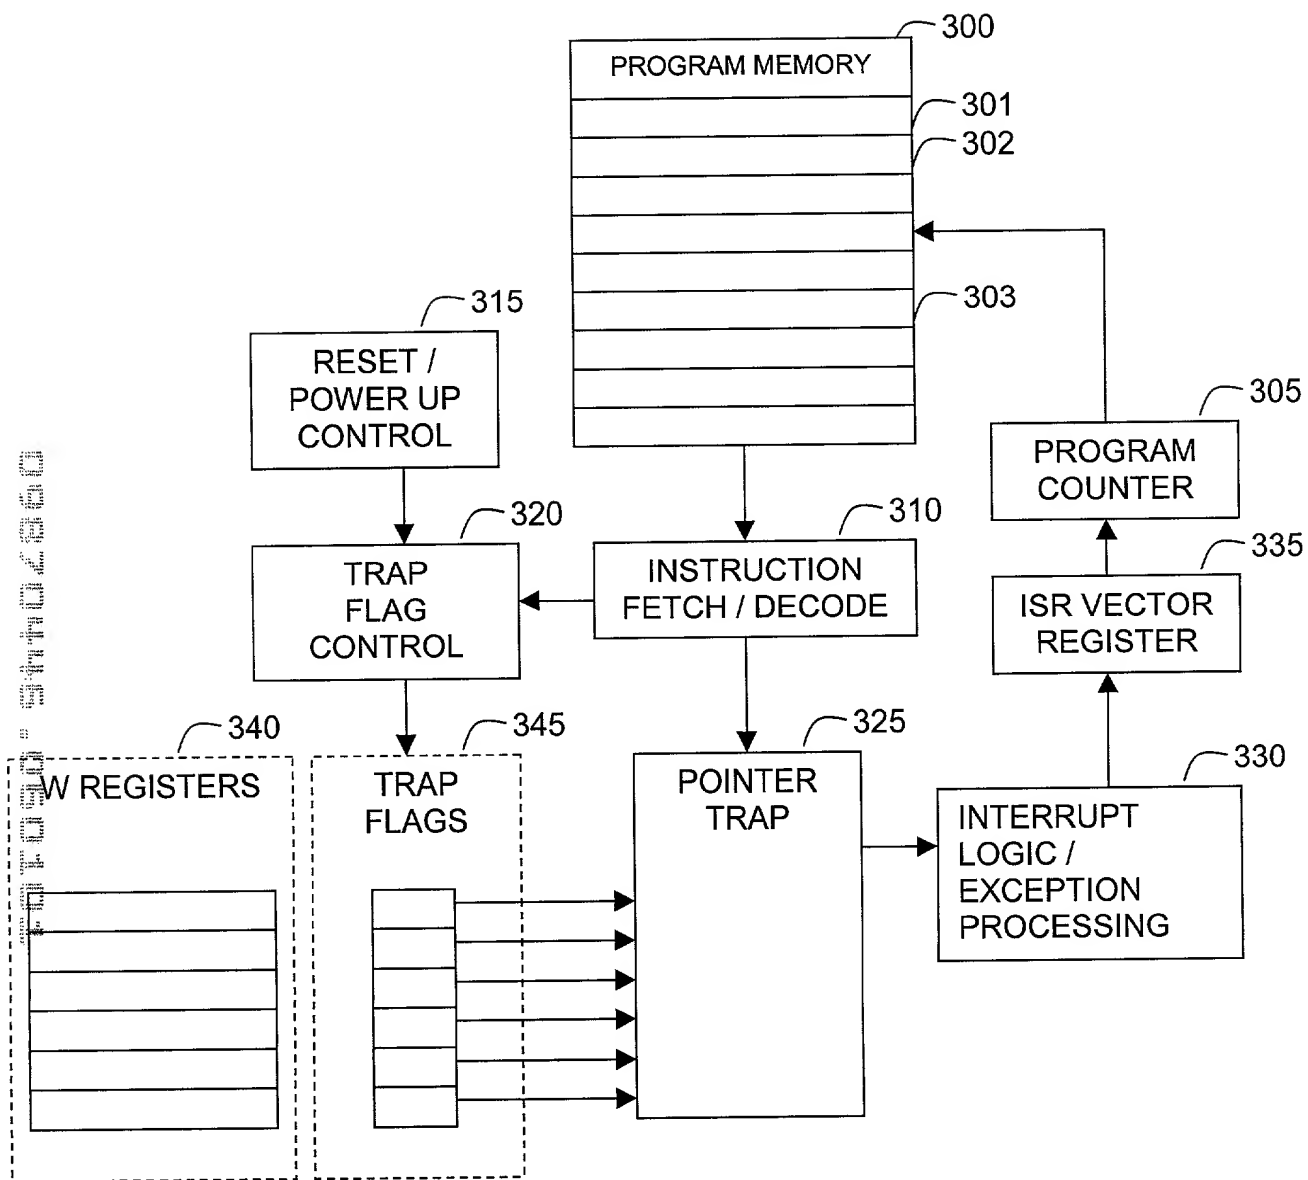 300
PROGRAM MEMORY
301
302
303
315
RESET /
POWER UP
CONTROL
305
PROGRAM
COUNTER
320
TRAP
FLAG
CONTROL
310
INSTRUCTION
FETCH / DECODE
335
ISR VECTOR
REGISTER
340
W REGISTERS
345
TRAP
FLAGS
325
POINTER
TRAP
330
INTERRUPT
LOGIC /
EXCEPTION
PROCESSING